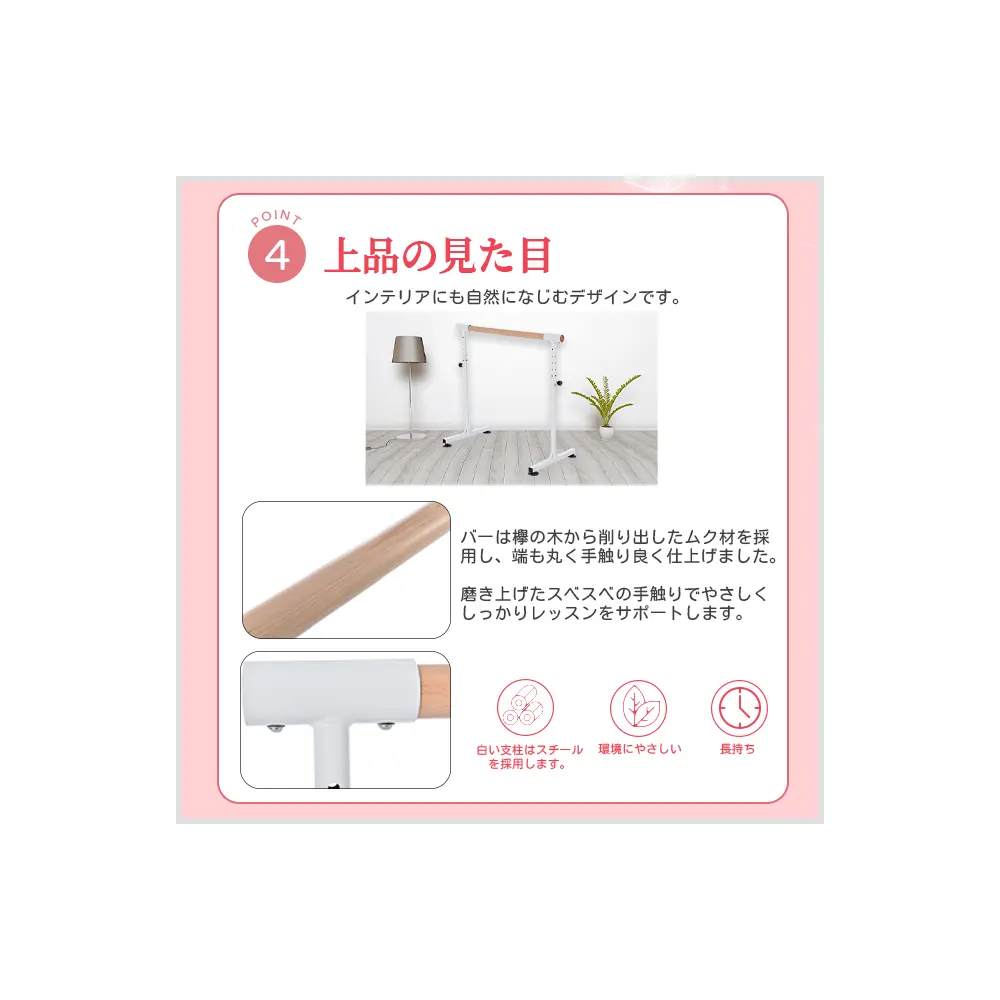 POINT
4
上品の見た目
インテリアにも自然になじむデザインです。
バーは欅の木から削り出したムク材を採
用し、端も丸く手触り良く仕上げました。
磨き上げたスベスベの手触りでやさしく
しっかりレッスンをサポートします。
白い支柱はスチール
を採用します。
環境にやさしい
長持ち